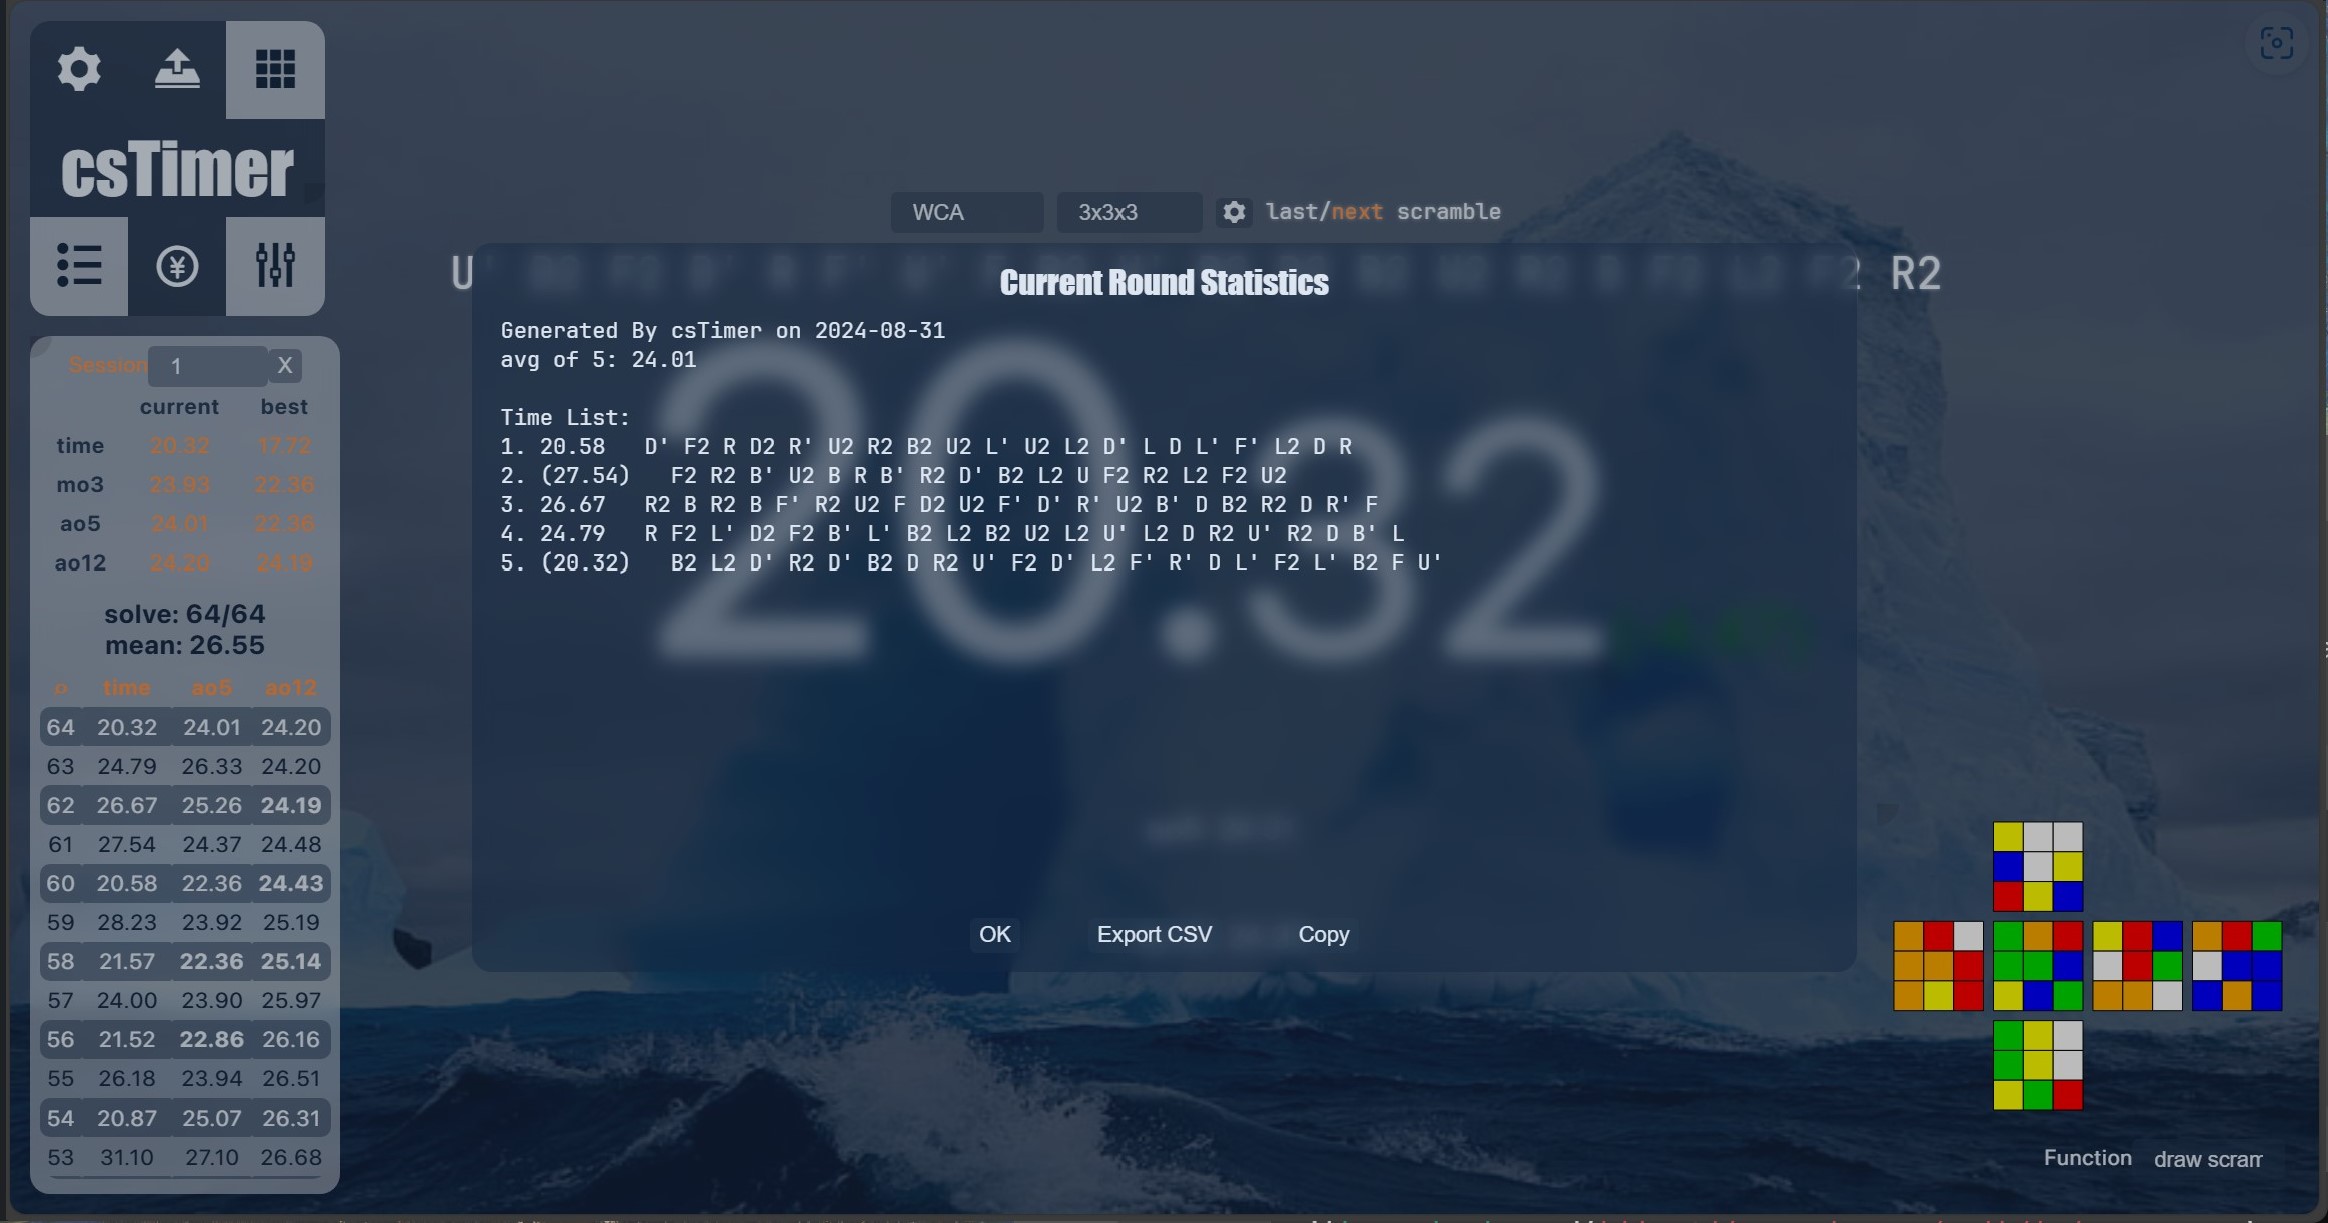 csTimer
WCA 3x3x3 last/next scramble
U' R2
Current Round Statistics
Generated By csTimer on 2024-08-31
avg of 5: 24.01
Time List:
1. 20.58 D' F2 R D2 R' U2 R2 B2 U2 L' U2 L2 D' L D L' F' L2 D R
2. (27.54) F2 R2 B' U2 B R B' R2 D' B2 L2 U F2 R2 L2 F2 U2
3. 26.67 R2 B R2 B F' R2 U2 F D2 U2 F' D' R' U2 B' D B2 R2 D R' F
4. 24.79 R F2 L' D2 F2 B' L' B2 L2 B2 U2 L2 U' L2 D R2 U' R2 D B' L
5. (20.32) B2 L2 D' R2 D' B2 D R2 U' F2 D' L2 F' R' D L' F2 L' B2 F U'
20.32
OK Export CSV Copy
Session 1 X
current best
time 20.32 17.72
mo3 23.93 22.36
ao5 24.01 22.36
ao12 24.20 24.19
solve: 64/64
mean: 26.55
time ao5 ao12
64 20.32 24.01 24.20
63 24.79 26.33 24.20
62 26.67 25.26 24.19
61 27.54 24.37 24.48
60 20.58 22.36 24.43
59 28.23 23.92 25.19
58 21.57 22.36 25.14
57 24.00 23.90 25.97
56 21.52 22.86 26.16
55 26.18 23.94 26.51
54 20.87 25.07 26.31
53 31.10 27.10 26.68
Function draw scram